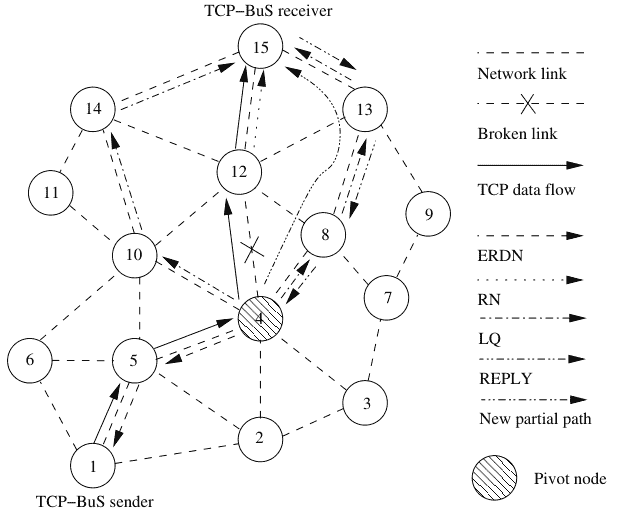 TCP−BuS receiver
15
14
13
Network link
Broken link
12
TCP data flow
11
9
8
ERDN
10
RN
7
4
LQ
6
5
REPLY
3
New partial path
2
1
Pivot node
TCP−BuS sender